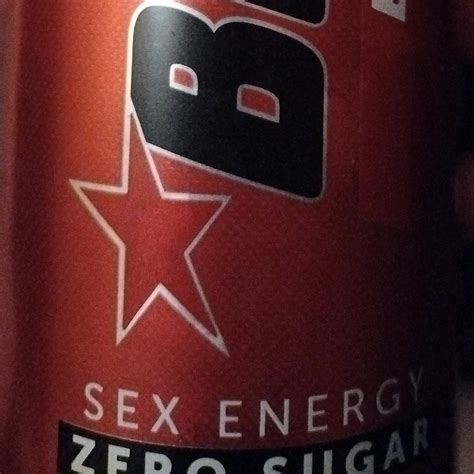 B
SEX ENERGY
ZERO SUGAR